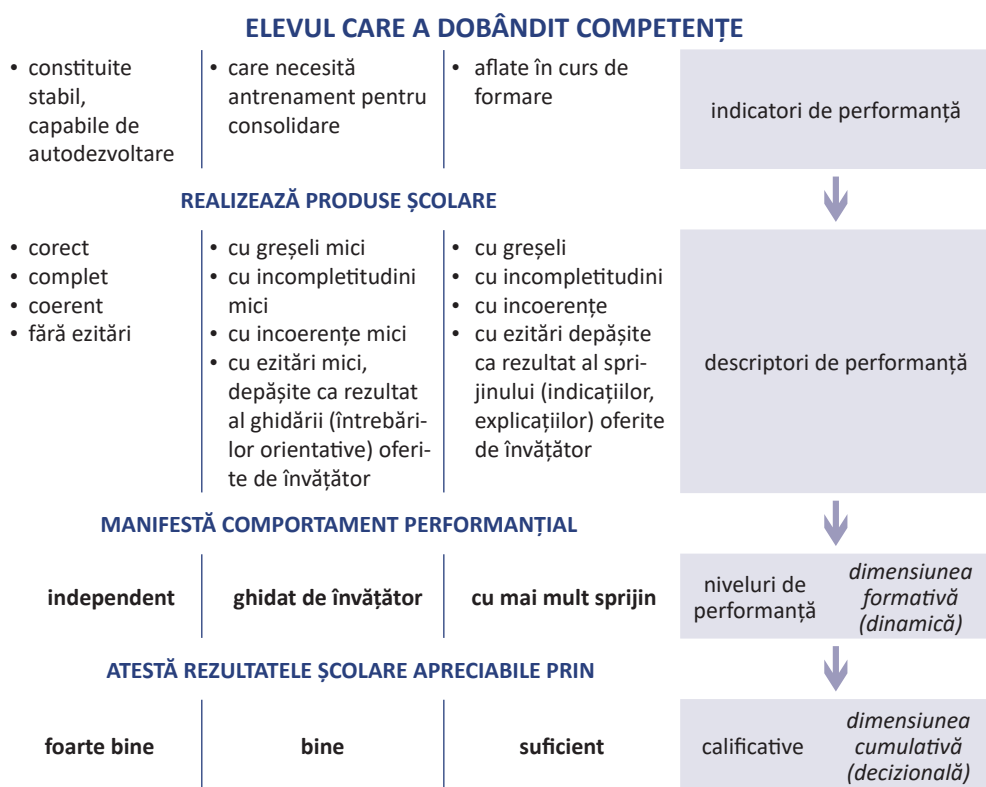 ELEVUL CARE A DOBÂNDIT COMPETENȚE
• constituite
stabil,
capabile de
autodezvoltare
• care necesită
antrenament pentru
consolidare
• aflate în curs de
formare
indicatori de performanță
REALIZEAZĂ PRODUSE ȘCOLARE
• corect
• complet
• coerent
• fără ezitări
• cu greșeli mici
• cu incompletitudini
mici
• cu incoerențe mici
• cu ezitări mici,
depășite ca rezultat
al ghidării (întrebări-
lor orientative) oferi-
te de învățător
• cu greșeli
• cu incompletitudini
• cu incoerențe
• cu ezitări depășite
ca rezultat al spri-
jinului (indicațiilor,
explicațiilor) oferite
de învățător
descriptori de performanță
MANIFESTĂ COMPORTAMENT PERFORMANȚIAL
independent
ghidat de învățător
cu mai mult sprijin
niveluri de
performanță
dimensiunea
formativă
(dinamică)
ATESTĂ REZULTATELE ȘCOLARE APRECIABILE PRIN
foarte bine
bine
suficient
calificative
dimensiunea
cumulativă
(decizională)